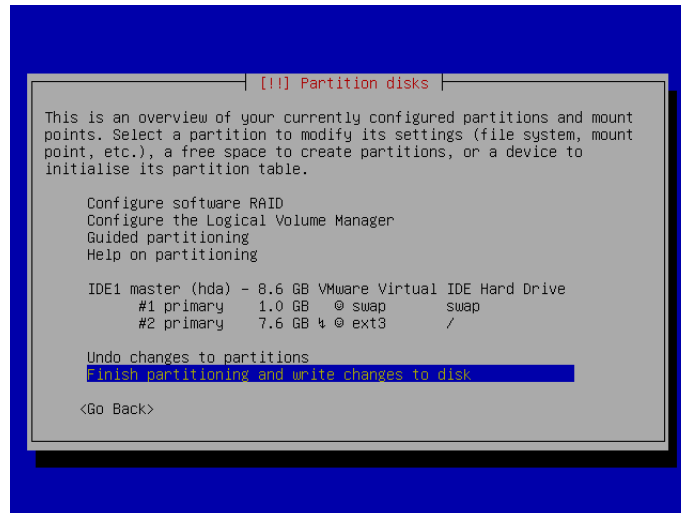 [!!] Partition disks
This is an overview of your currently configured partitions and mount
points. Select a partition to modify its settings (file system, mount
point, etc.), a free space to create partitions, or a device to
initialise its partition table.
Configure software RAID
Configure the Logical Volume Manager
Guided partitioning
Help on partitioning
IDE1 master (hda) - 8.6 GB VMware Virtual IDE Hard Drive
#1 primary 1.0 GB ☺ swap swap
#2 primary 7.6 GB ↯ ☺ ext3 /
Undo changes to partitions
Finish partitioning and write changes to disk
<Go Back>